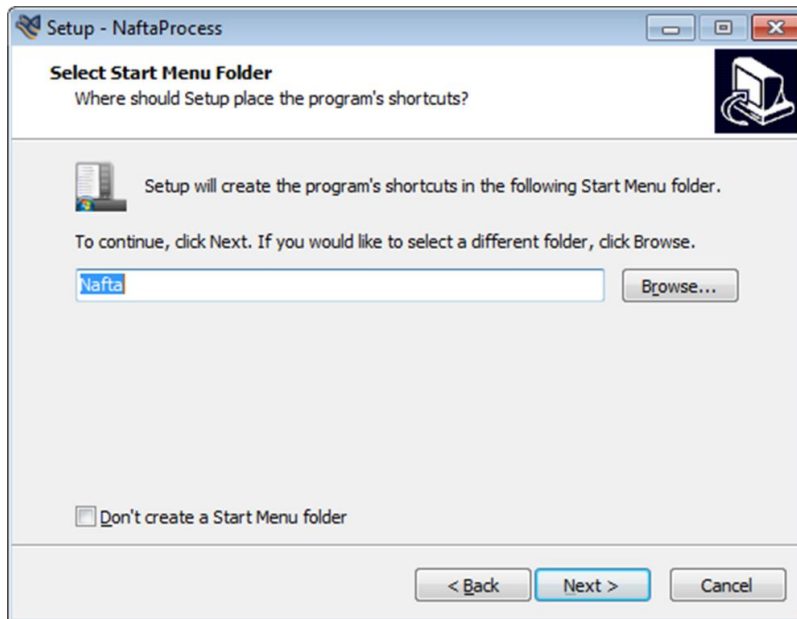 Setup - NaftaProcess
Select Start Menu Folder
Where should Setup place the program's shortcuts?
Setup will create the program's shortcuts in the following Start Menu folder.
To continue, click Next. If you would like to select a different folder, click Browse.
Nafta
Browse...
Don't create a Start Menu folder
< Back
Next >
Cancel